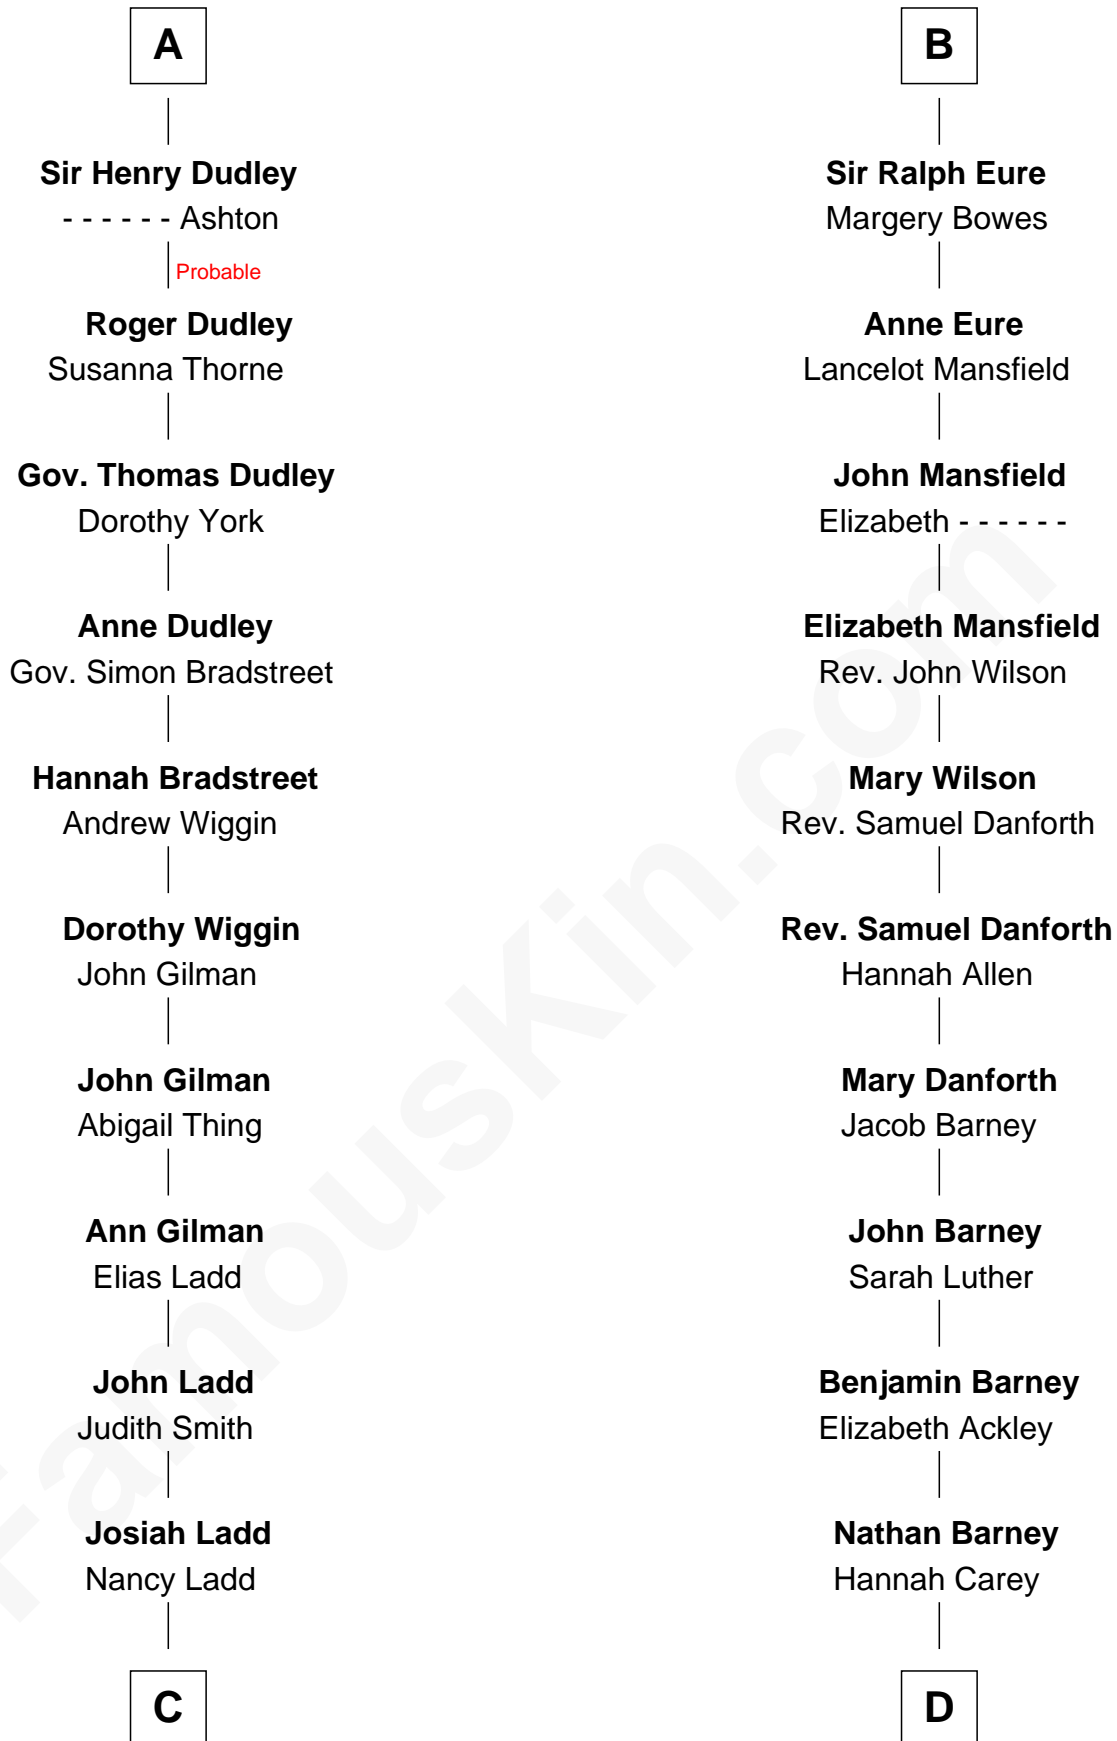 A
Sir Henry Dudley
- - - - - - Ashton
Probable
Roger Dudley
Susanna Thorne
Gov. Thomas Dudley
Dorothy York
Anne Dudley
Gov. Simon Bradstreet
Hannah Bradstreet
Andrew Wiggin
Dorothy Wiggin
John Gilman
John Gilman
Abigail Thing
Ann Gilman
Elias Ladd
John Ladd
Judith Smith
Josiah Ladd
Nancy Ladd
C
B
Sir Ralph Eure
Margery Bowes
Anne Eure
Lancelot Mansfield
John Mansfield
Elizabeth - - - - - -
Elizabeth Mansfield
Rev. John Wilson
Mary Wilson
Rev. Samuel Danforth
Rev. Samuel Danforth
Hannah Allen
Mary Danforth
Jacob Barney
John Barney
Sarah Luther
Benjamin Barney
Elizabeth Ackley
Nathan Barney
Hannah Carey
D
FamousKin.com